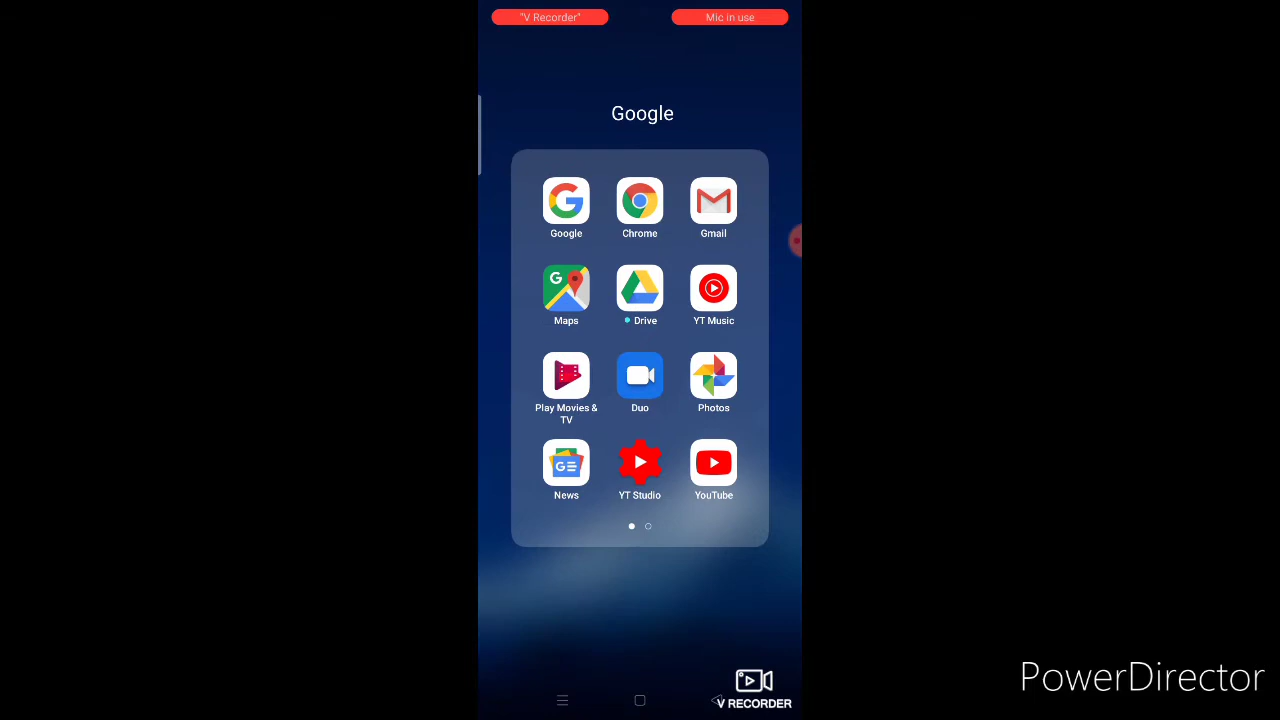 "V Recorder"
Mic in use
Google
Google
Chrome
Gmail
Maps
Drive
YT Music
Play Movies &
TV
Duo
Photos
News
YT Studio
YouTube
V RECORDER
PowerDirector